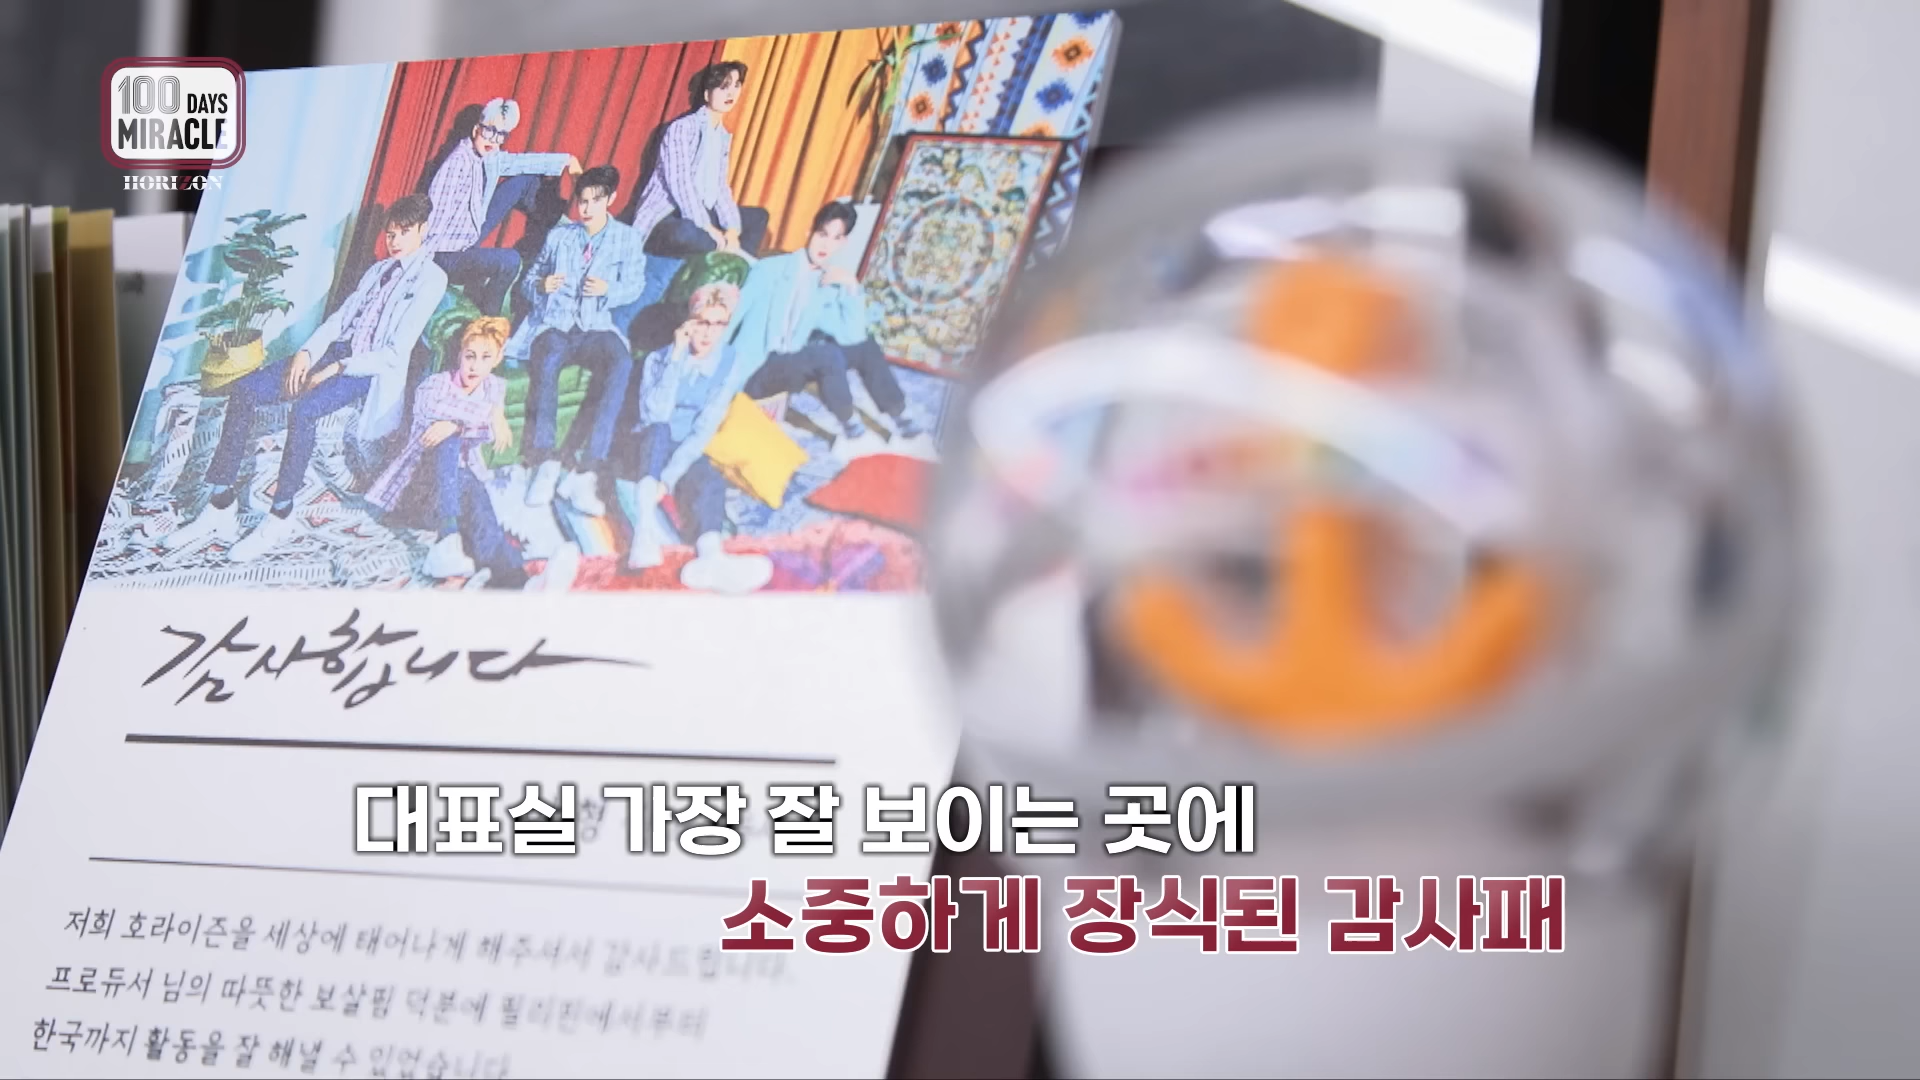 100 DAYS
MIRACLE
HORIZON
감사합니다
대표실 가장 잘 보이는 곳에
소중하게 장식된 감사패
저희 호라이즌을 세상에 태어나게 해주셔서 감사드립니다.
프로듀서 님의 따뜻한 보살핌 덕분에 필리핀에서부터
한국까지 활동을 잘 해낼 수 있었습니다